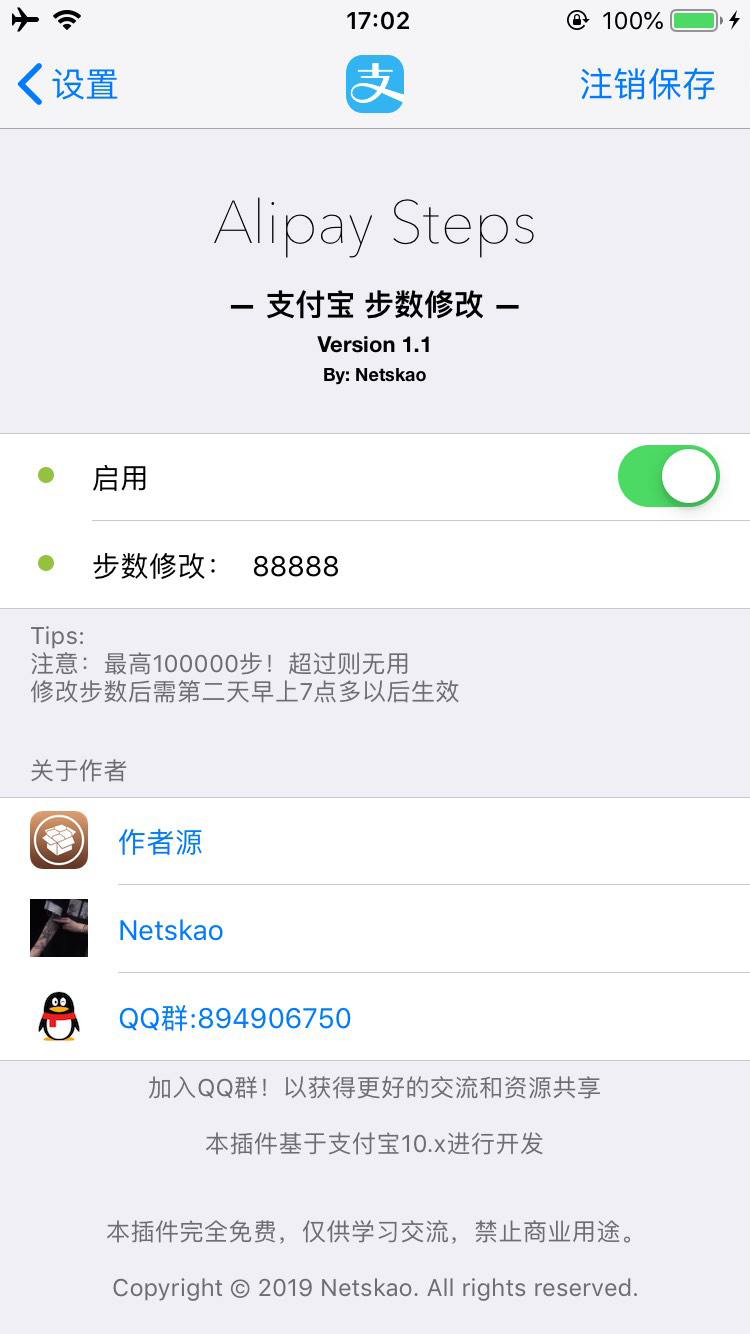 17:02
100%
设置
支
注销保存
Alipay Steps
— 支付宝 步数修改 —
Version 1.1
By: Netskao
启用
步数修改： 88888
Tips:
注意：最高100000步！超过则无用
修改步数后需第二天早上7点多以后生效
关于作者
作者源
Netskao
QQ群:894906750
加入QQ群！以获得更好的交流和资源共享
本插件基于支付宝10.x进行开发
本插件完全免费，仅供学习交流，禁止商业用途。
Copyright © 2019 Netskao. All rights reserved.